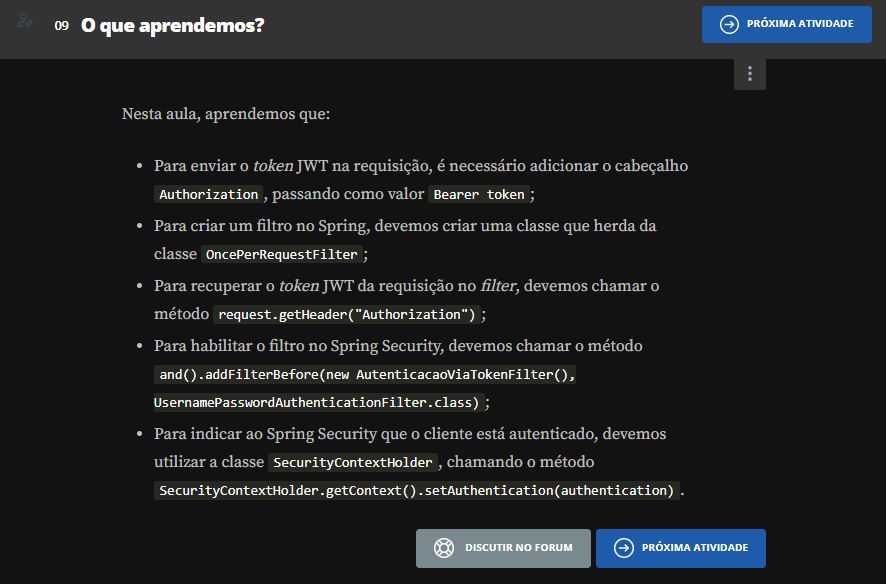 09 O que aprendemos?
PRÓXIMA ATIVIDADE
Nesta aula, aprendemos que:
• Para enviar o token JWT na requisição, é necessário adicionar o cabeçalho
Authorization, passando como valor Bearer token;
• Para criar um filtro no Spring, devemos criar uma classe que herda da
classe OncePerRequestFilter;
• Para recuperar o token JWT da requisição no filter, devemos chamar o
método request.getHeader("Authorization");
• Para habilitar o filtro no Spring Security, devemos chamar o método
and().addFilterBefore(new AutenticacaoViaTokenFilter(),
UsernamePasswordAuthenticationFilter.class);
• Para indicar ao Spring Security que o cliente está autenticado, devemos
utilizar a classe SecurityContextHolder, chamando o método
SecurityContextHolder.getContext().setAuthentication(authentication).
DISCUTIR NO FORUM
PRÓXIMA ATIVIDADE